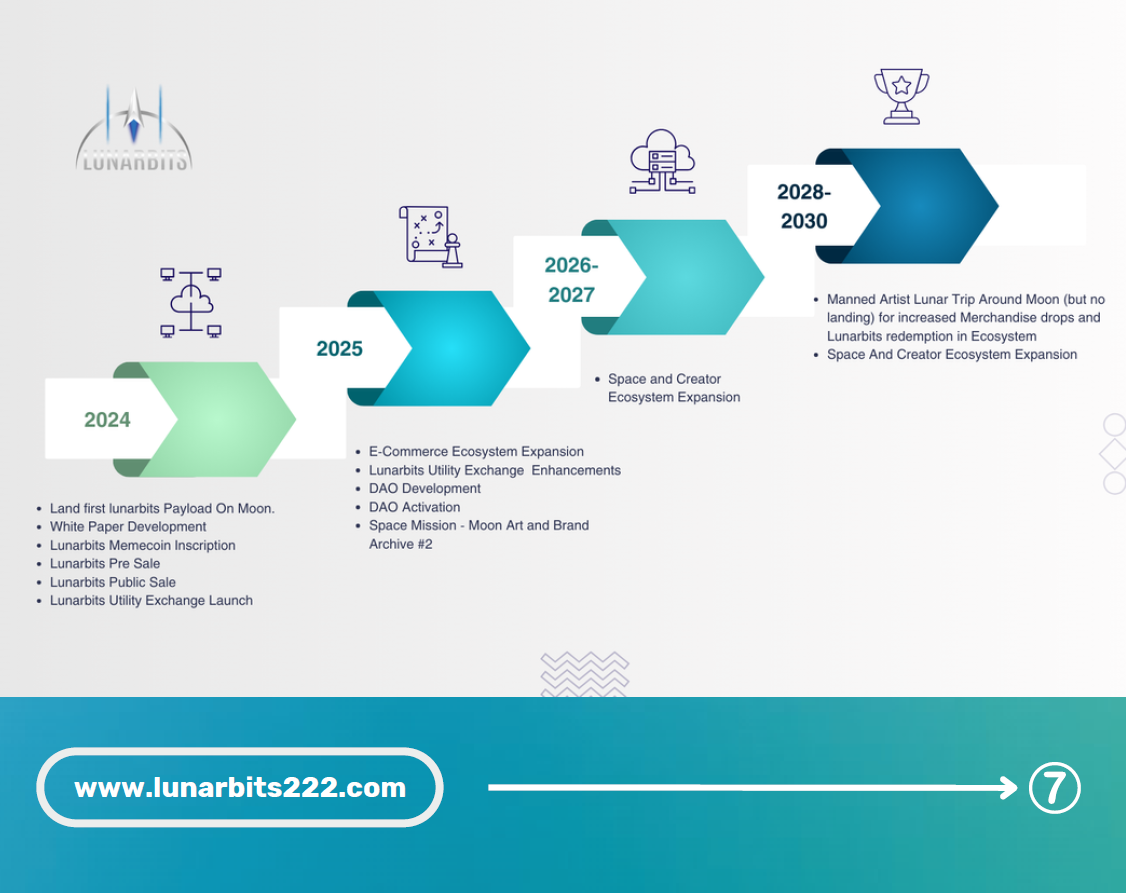 LUNARBITS
2024
• Land first lunarbits Payload On Moon.
• White Paper Development
• Lunarbits Memecoin Inscription
• Lunarbits Pre Sale
• Lunarbits Public Sale
• Lunarbits Utility Exchange Launch
2025
• E-Commerce Ecosystem Expansion
• Lunarbits Utility Exchange  Enhancements
• DAO Development
• DAO Activation
• Space Mission - Moon Art and Brand
Archive #2
2026-
2027
• Space and Creator
Ecosystem Expansion
2028-
2030
• Manned Artist Lunar Trip Around Moon (but no
landing) for increased Merchandise drops and
Lunarbits redemption in Ecosystem
• Space And Creator Ecosystem Expansion
www.lunarbits222.com
7